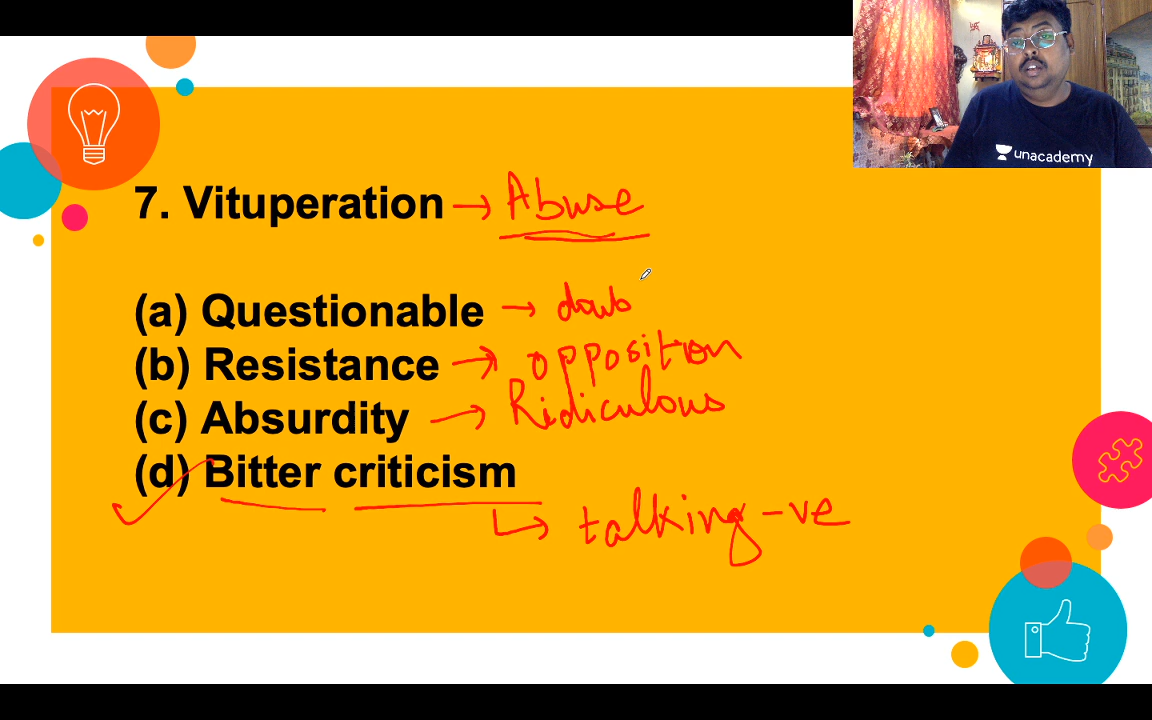 unacademy
7. Vituperation → Abuse
(a) Questionable → doub
(b) Resistance → opposition
(c) Absurdity → Ridiculous
(d) Bitter criticism
↳ talking -ve